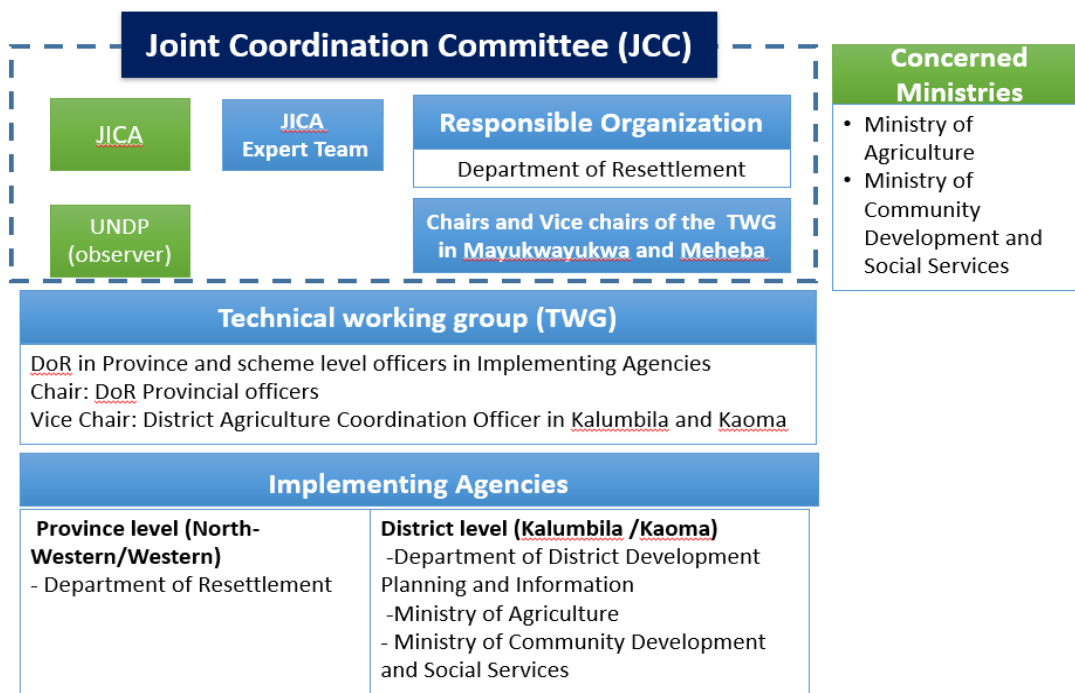 Joint Coordination Committee (JCC)
JICA
JICA
Expert Team
Responsible Organization
Department of Resettlement
UNDP
(observer)
Chairs and Vice chairs of the TWG
in Mayukwayukwa and Meheba
Concerned
Ministries
• Ministry of
Agriculture
• Ministry of
Community
Development and
Social Services
Technical working group (TWG)
DoR in Province and scheme level officers in Implementing Agencies
Chair: DoR Provincial officers
Vice Chair: District Agriculture Coordination Officer in Kalumbila and Kaoma
Implementing Agencies
Province level (North-
Western/Western)
- Department of Resettlement
District level (Kalumbila /Kaoma)
-Department of District Development
Planning and Information
-Ministry of Agriculture
- Ministry of Community Development
and Social Services